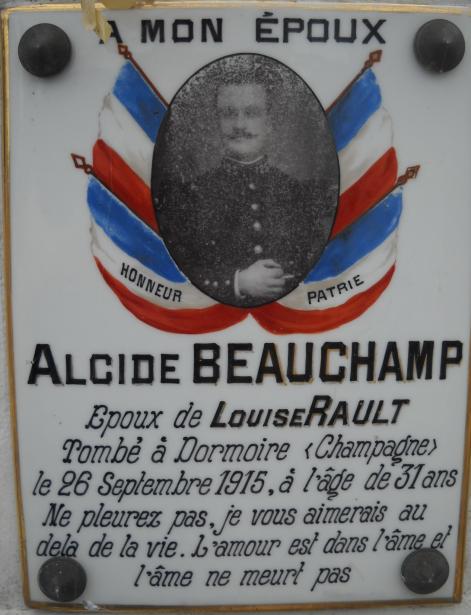 A MON ÉPOUX
HONNEUR PATRIE
ALCIDE BEAUCHAMP
Epoux de LOUISE RAULT
Tombé à Dormoire <Champagne>
le 26 Septembre 1915, à l'âge de 31 ans
Ne pleurez pas, je vous aimerais au
dela de la vie. L'amour est dans l'âme et
l'âme ne meurt pas